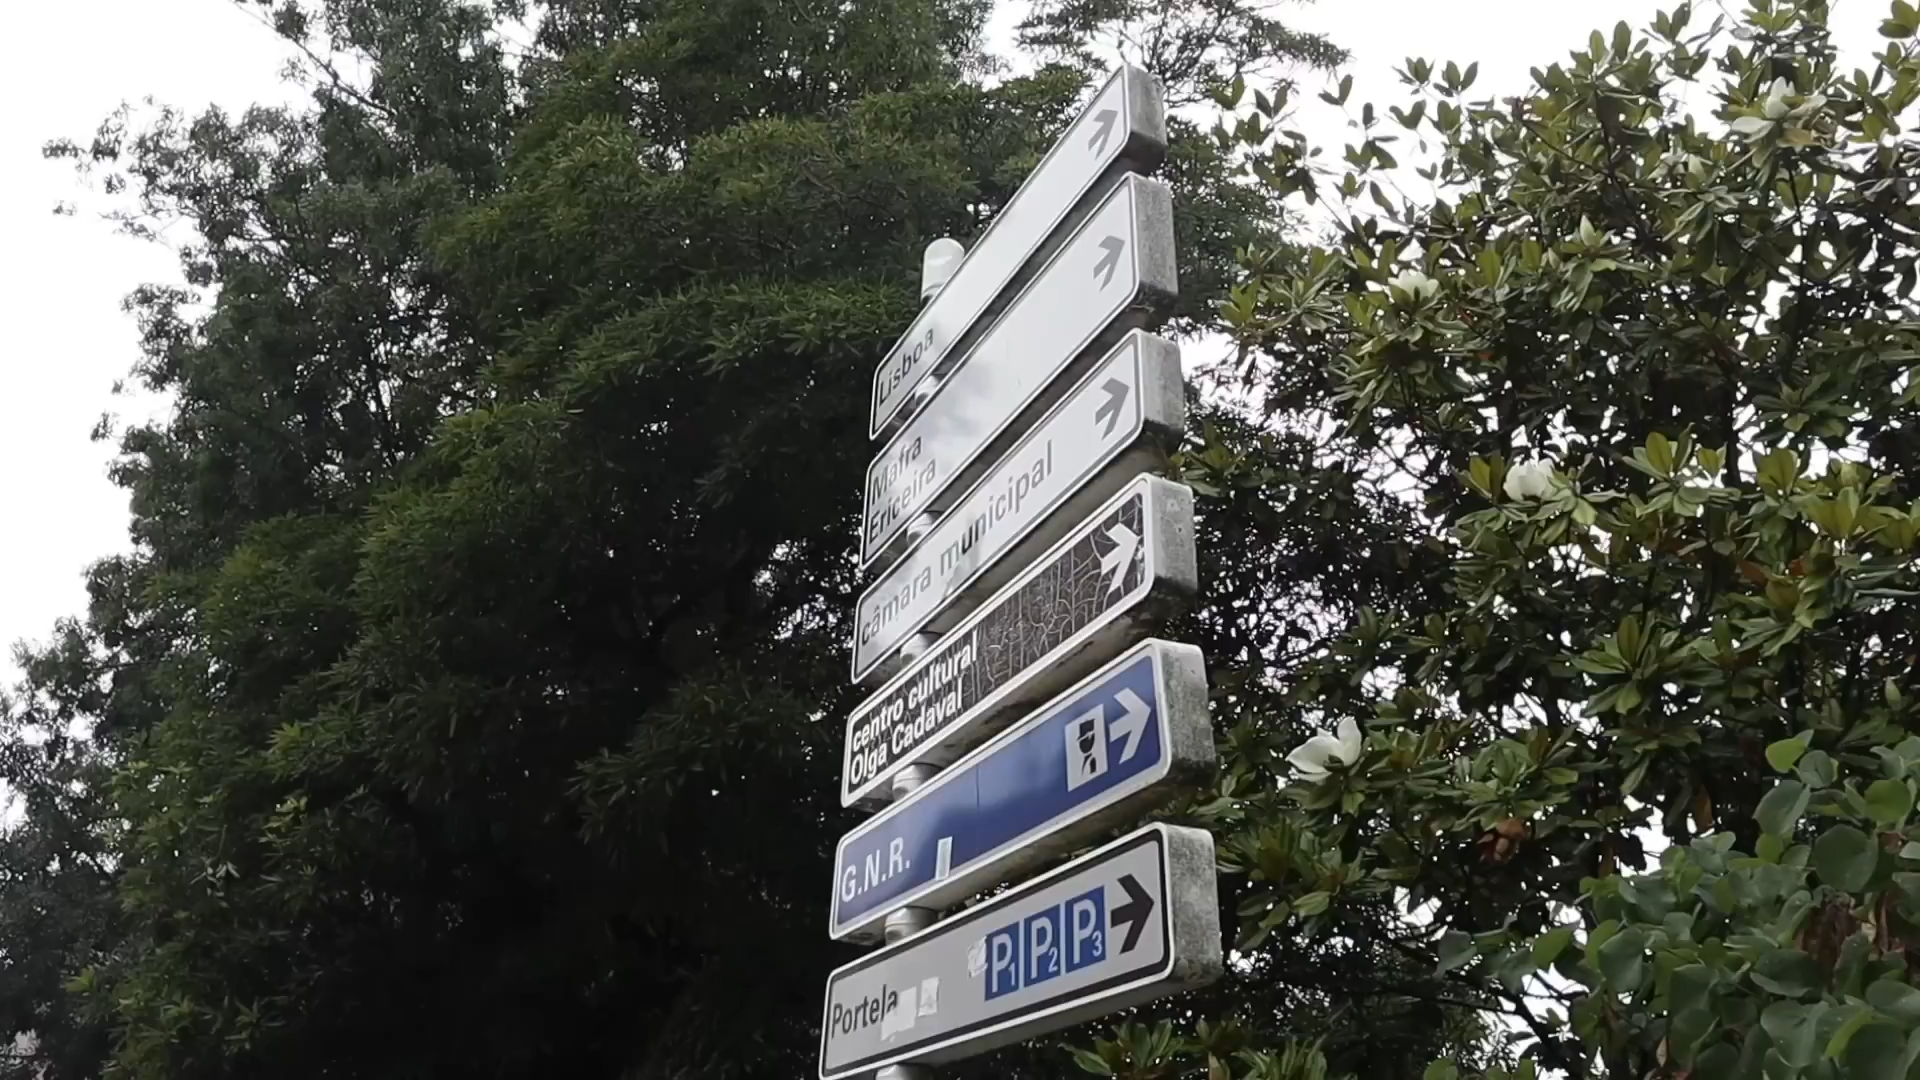 Lisboa
Mafra
Ericeira
câmara municipal
centro cultural
Olga Cadaval
G.N.R.
Portela P1 P2 P3